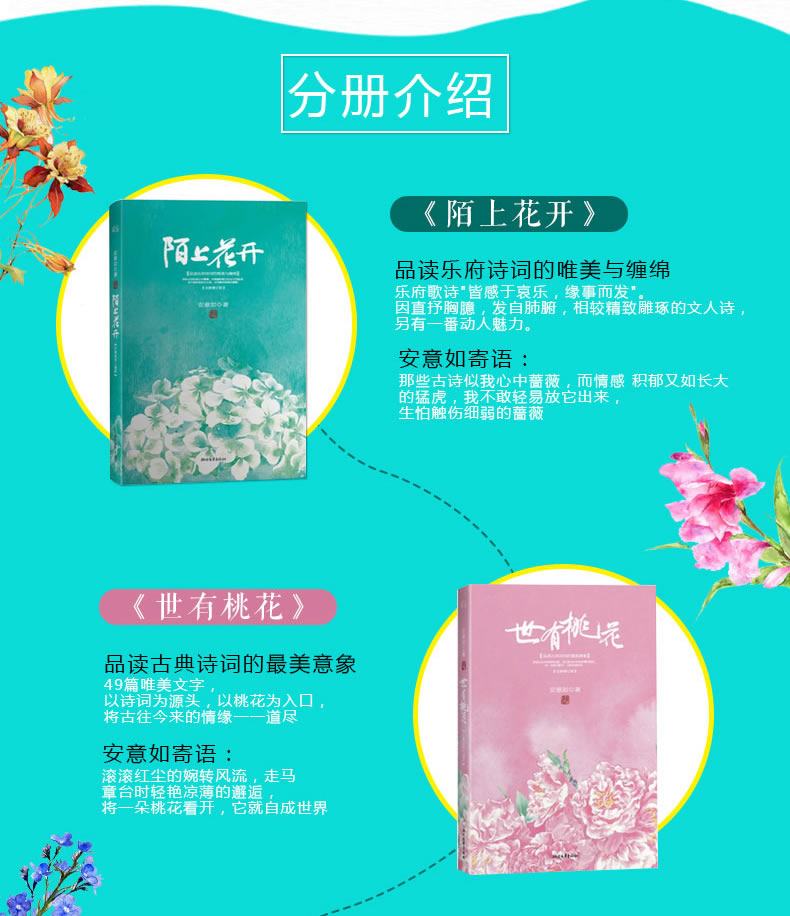 分册介绍
陌上花开
安意如◎著
陌上花开
《陌上花开》
品读乐府诗词的唯美与缠绵
乐府歌诗"皆感于哀乐，缘事而发"。
因直抒胸臆，发自肺腑，相较精致雕琢的文人诗，
另有一番动人魅力。
安意如寄语：
那些古诗似我心中蔷薇，而情感 积郁又如长大
的猛虎，我不敢轻易放它出来，
生怕触伤细弱的蔷薇
《世有桃花》
品读古典诗词的最美意象
49篇唯美文字，
以诗词为源头，以桃花为入口，
将古往今来的情缘一一道尽
安意如寄语：
滚滚红尘的婉转风流，走马
章台时轻艳凉薄的邂逅，
将一朵桃花看开，它就自成世界
世有桃花
安意如◎著
世有桃花